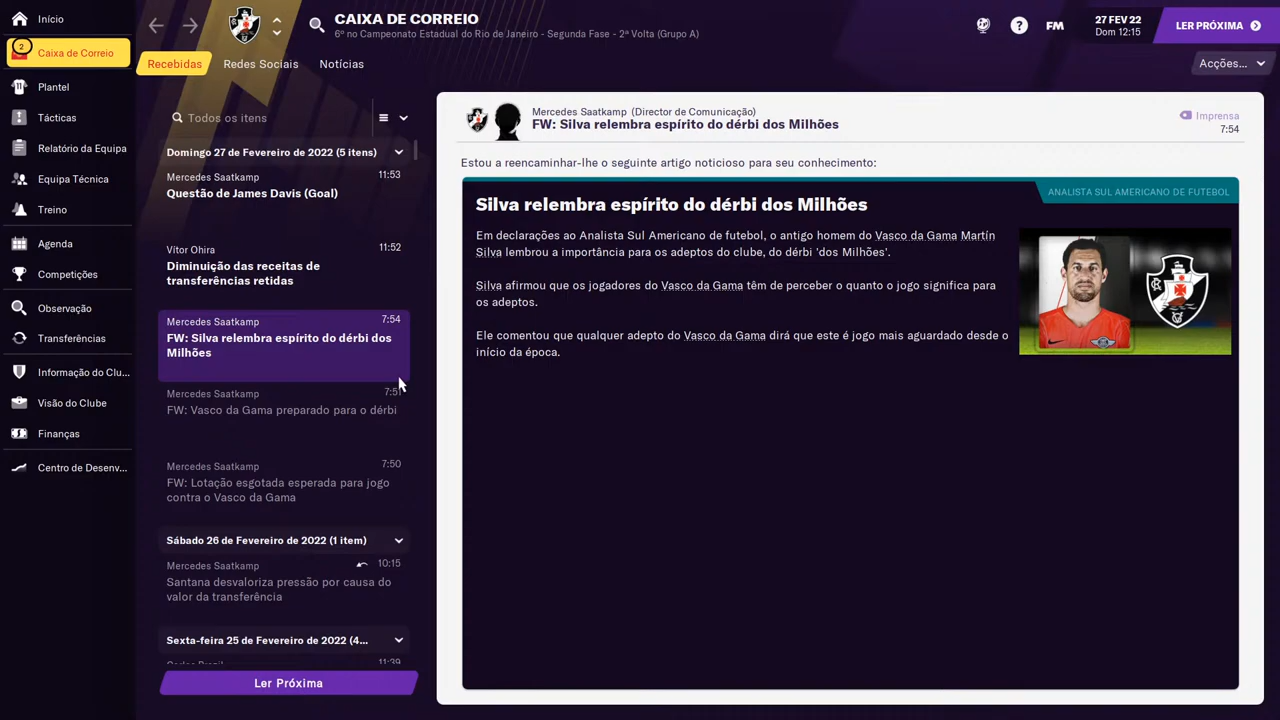 Início
2
Caixa de Correio
Plantel
Tácticas
Relatório da Equipa
Equipa Técnica
Treino
Agenda
Competições
Observação
Transferências
Informação do Clu...
Visão do Clube
Finanças
Centro de Desenv...
CAIXA DE CORREIO
6º no Campeonato Estadual do Rio de Janeiro - Segunda Fase - 2ª Volta (Grupo A)
?
FM
27 FEV 22
Dom 12:15
LER PRÓXIMA
Recebidas
Redes Sociais
Notícias
Acções...
Todos os itens
Domingo 27 de Fevereiro de 2022 (5 itens)
Mercedes Saatkamp
11:53
Questão de James Davis (Goal)
Vítor Ohira
11:52
Diminuição das receitas de
transferências retidas
Mercedes Saatkamp
7:54
FW: Silva relembra espírito do dérbi dos
Milhões
Mercedes Saatkamp
7:51
FW: Vasco da Gama preparado para o dérbi
Mercedes Saatkamp
7:50
FW: Lotação esgotada esperada para jogo
contra o Vasco da Gama
Sábado 26 de Fevereiro de 2022 (1 item)
Mercedes Saatkamp
10:15
Santana desvaloriza pressão por causa do
valor da transferência
Sexta-feira 25 de Fevereiro de 2022 (4...
Carlos Brazil
11:39
Ler Próxima
Mercedes Saatkamp (Director de Comunicação)
FW: Silva relembra espírito do dérbi dos Milhões
Imprensa
7:54
Estou a reencaminhar-lhe o seguinte artigo noticioso para seu conhecimento:
ANALISTA SUL AMERICANO DE FUTEBOL
Silva relembra espírito do dérbi dos Milhões
Em declarações ao Analista Sul Americano de futebol, o antigo homem do Vasco da Gama Martín
Silva lembrou a importância para os adeptos do clube, do dérbi 'dos Milhões'.
Silva afirmou que os jogadores do Vasco da Gama têm de perceber o quanto o jogo significa para
os adeptos.
Ele comentou que qualquer adepto do Vasco da Gama dirá que este é jogo mais aguardado desde o
início da época.